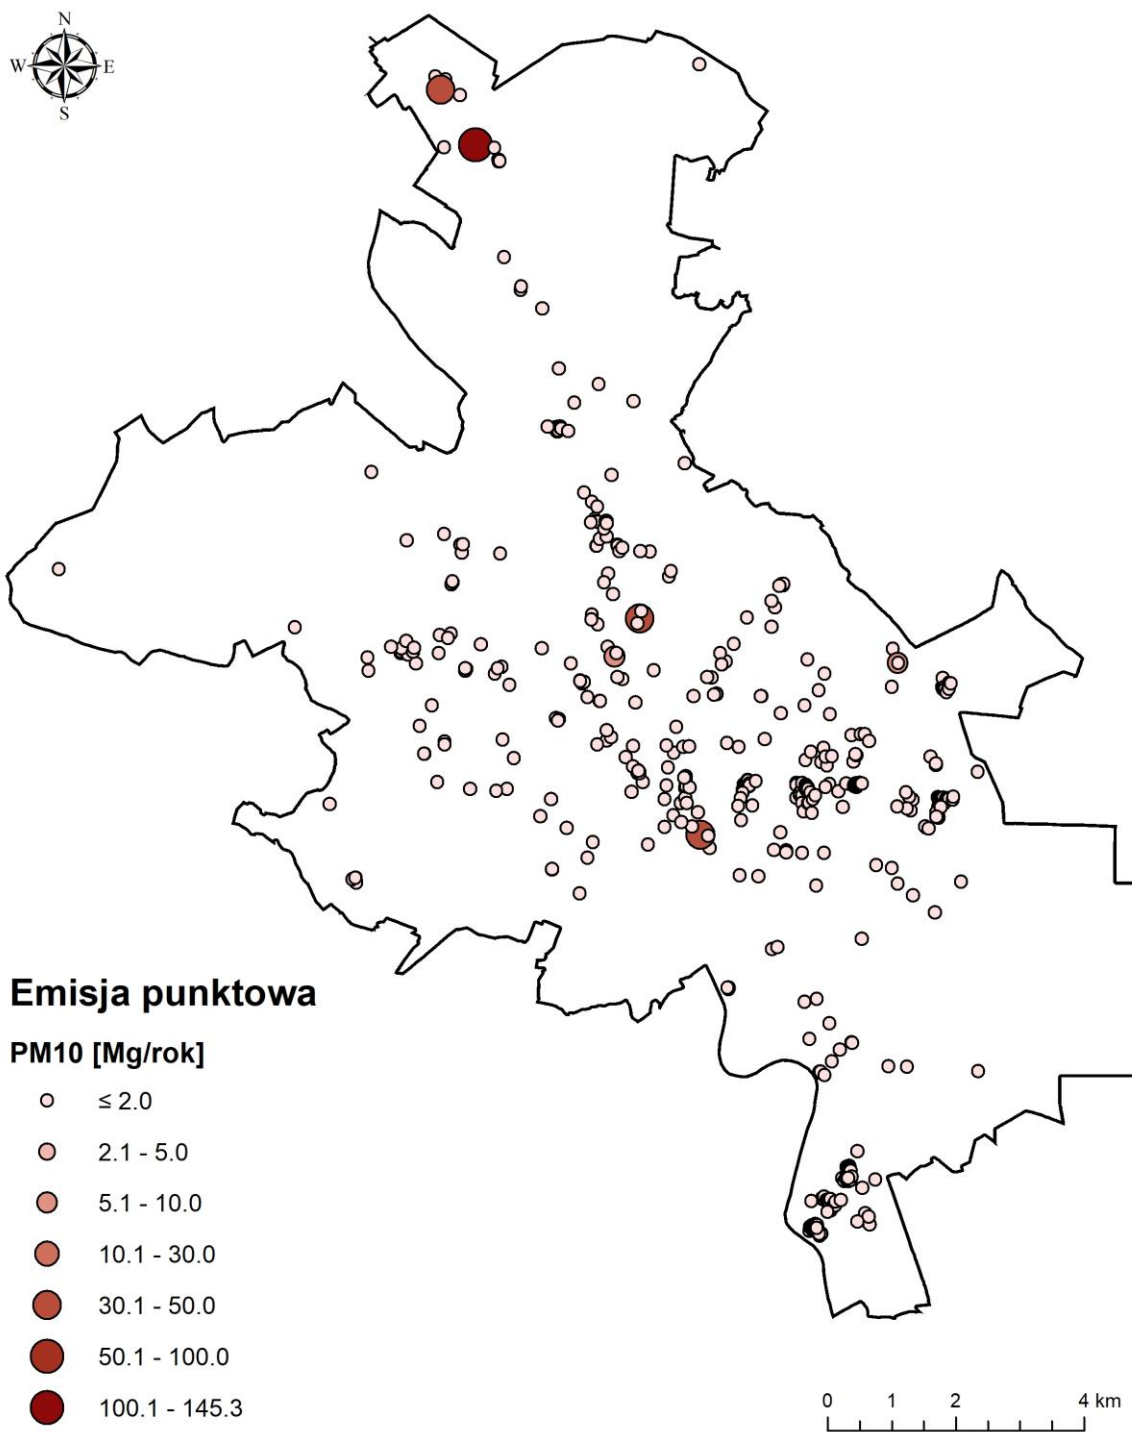 N
W E
S
Emisja punktowa
PM10 [Mg/rok]
≤ 2.0
2.1 - 5.0
5.1 - 10.0
10.1 - 30.0
30.1 - 50.0
50.1 - 100.0
100.1 - 145.3
0 1 2 4 km